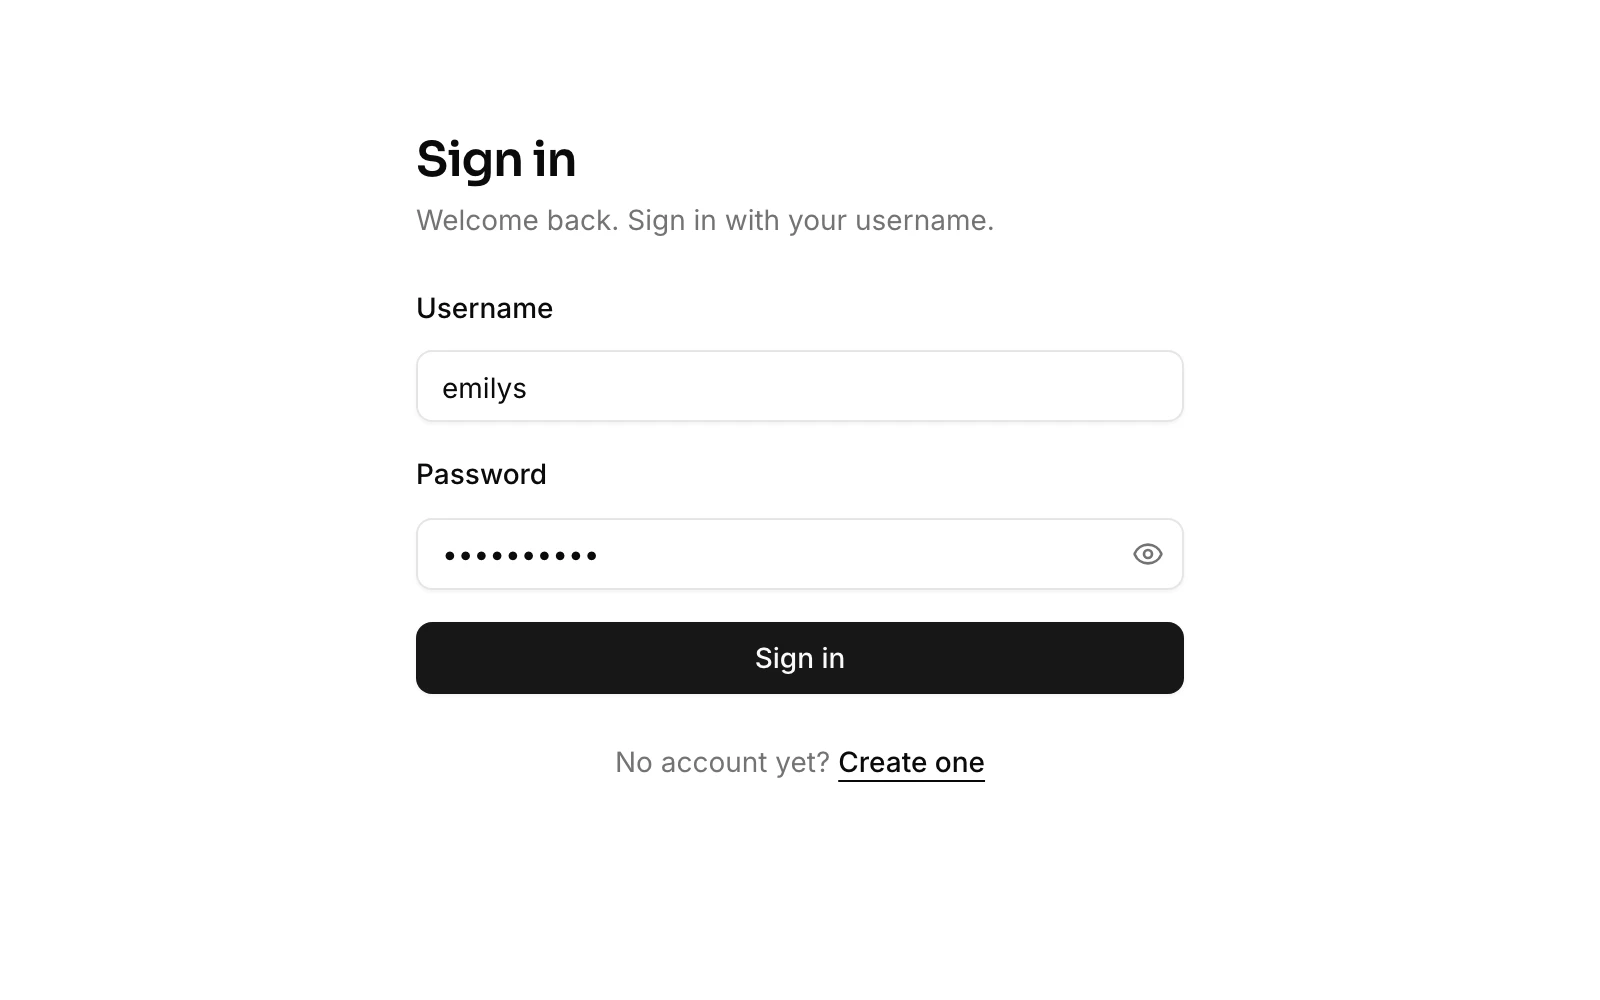 Sign in
Welcome back. Sign in with your username.
Username
emilys
Password
••••••••••
Sign in
No account yet? Create one